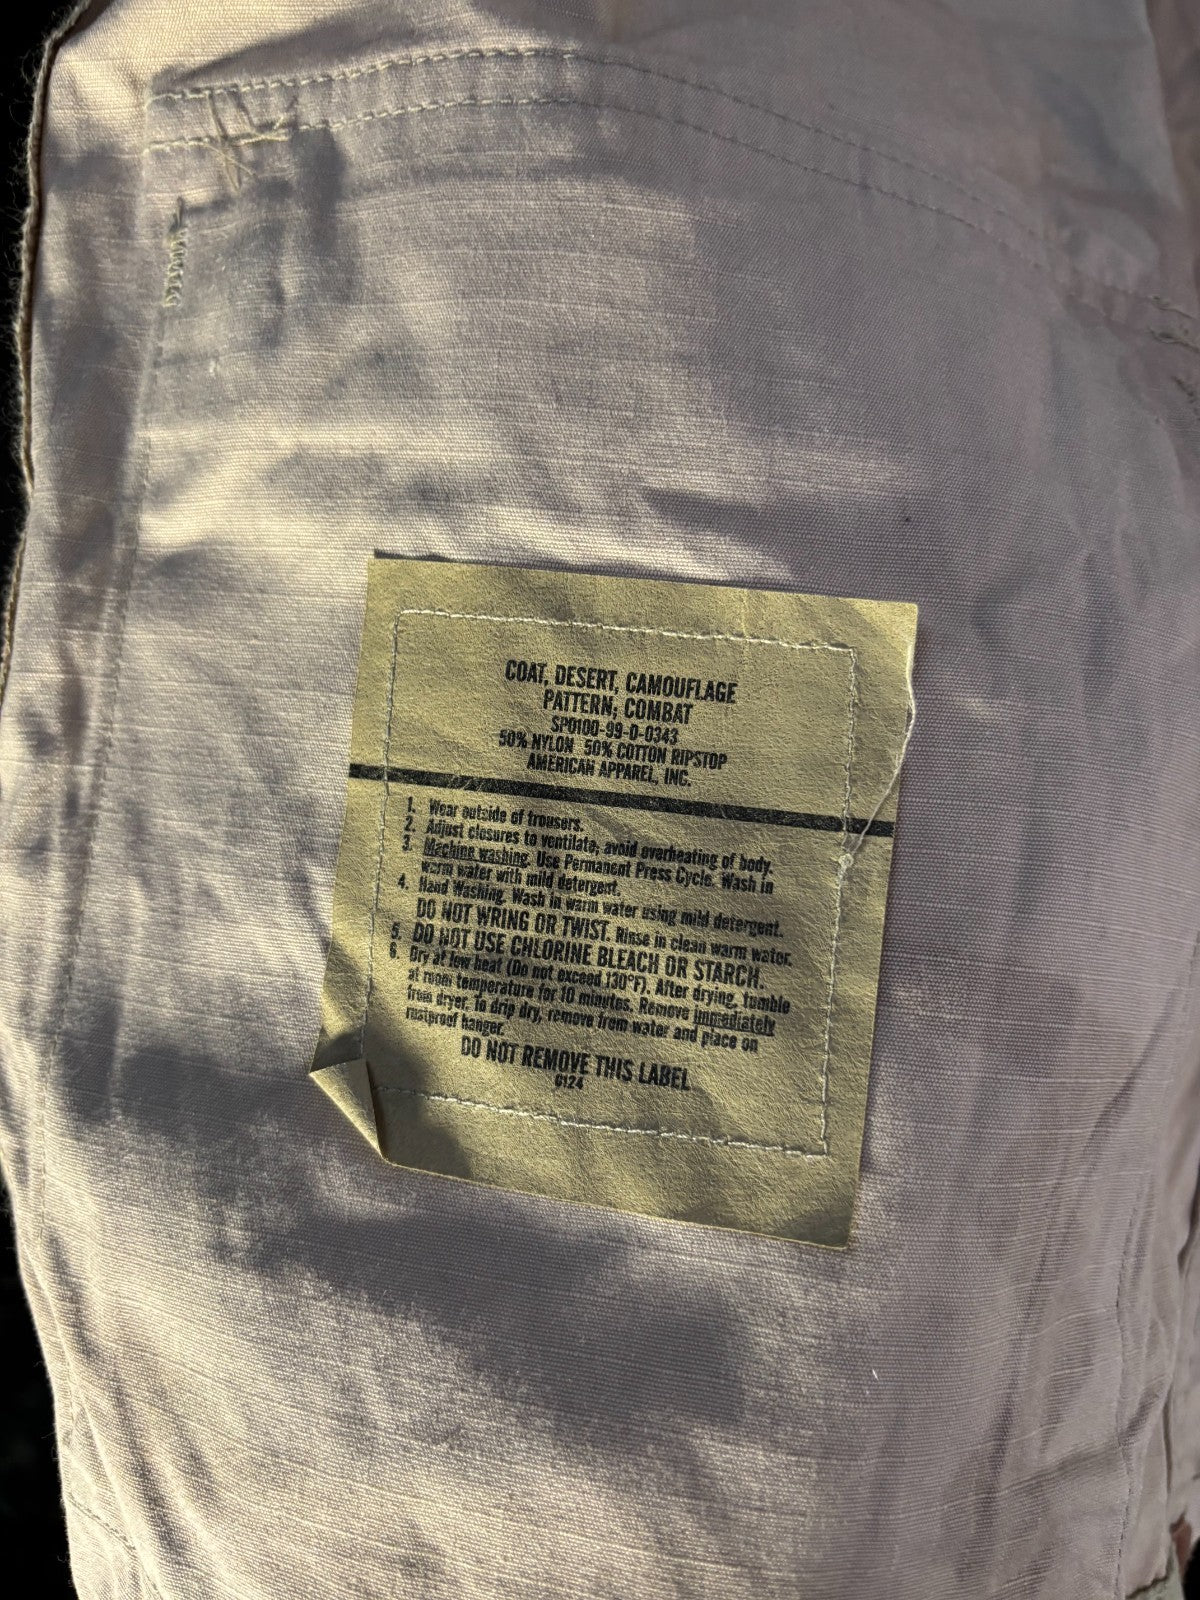 COAT, DESERT, CAMOUFLAGE
PATTERN; COMBAT
SP0100-99-D-0343
50% NYLON 50% COTTON RIPSTOP
AMERICAN APPAREL, INC.
1. Wear outside of trousers.
2. Adjust closures to ventilate, avoid overheating of body.
3. Machine washing. Use Permanent Press Cycle. Wash in
warm water with mild detergent.
4. Hand Washing. Wash in warm water using mild detergent.
DO NOT WRING OR TWIST. Rinse in clean warm water.
5. DO NOT USE CHLORINE BLEACH OR STARCH.
6. Dry at low heat (Do not exceed 130°F). After drying, tumble
at room temperature for 10 minutes. Remove immediately
from dryer. To drip dry, remove from water and place on
rustproof hanger.
DO NOT REMOVE THIS LABEL
C124